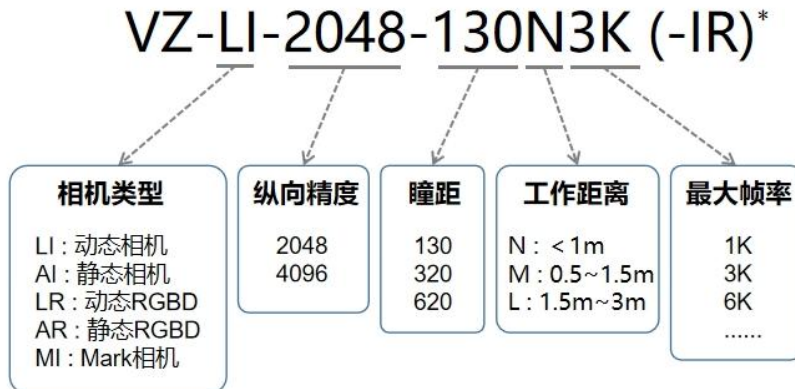 VZ-LI-2048-130N3K (-IR)*
相机类型
LI : 动态相机
AI : 静态相机
LR : 动态RGBD
AR : 静态RGBD
MI : Mark相机
纵向精度
2048
4096
瞳距
130
320
620
工作距离
N : <1m
M : 0.5~1.5m
L : 1.5m~3m
最大帧率
1K
3K
6K
......